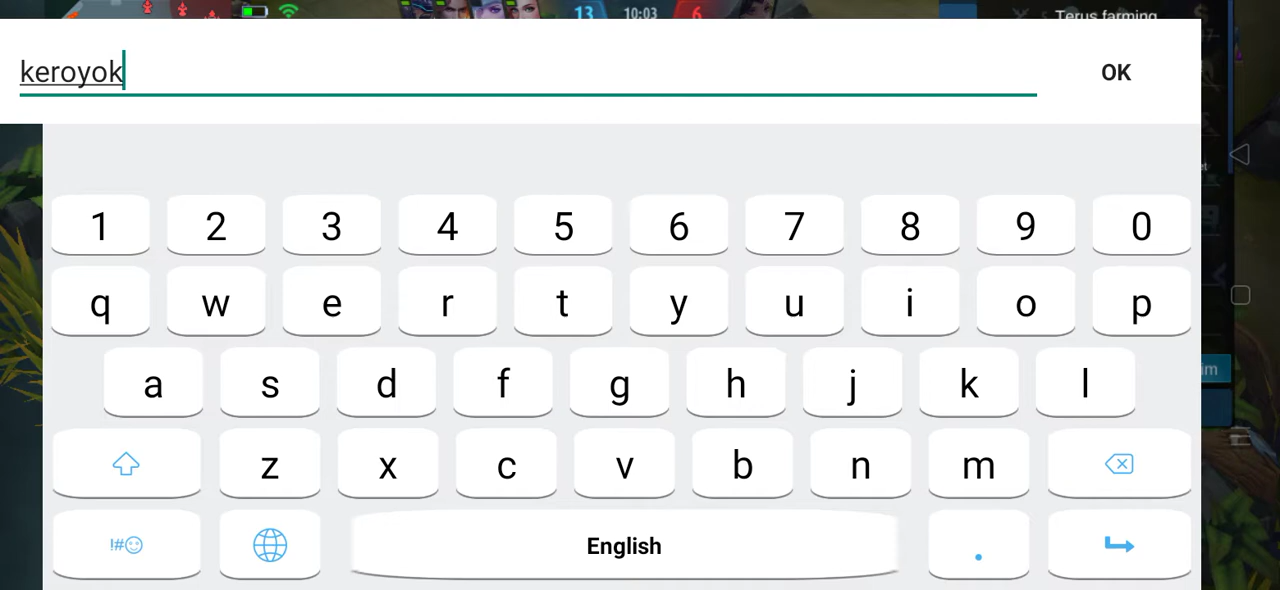 13 10:03 6
Terus farming
keroyok
OK
1 2 3 4 5 6 7 8 9 0
q w e r t y u i o p
a s d f g h j k l
z x c v b n m
!#☺ English .